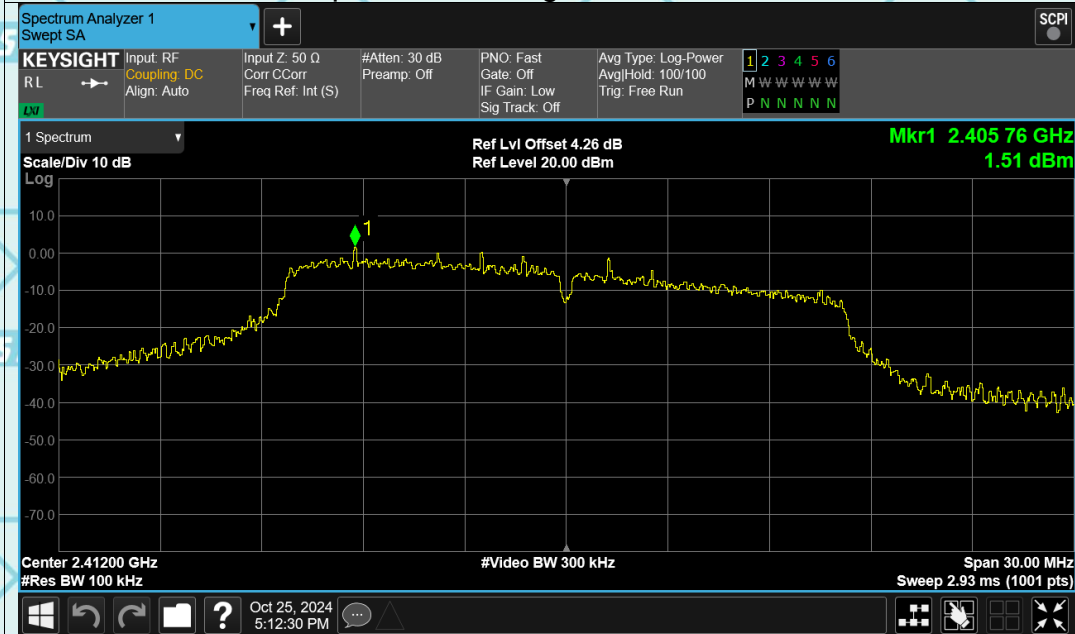 Spectrum Analyzer 1
Swept SA
+
SCPI
KEYSIGHT
R L
LXI
Input: RF
Coupling: DC
Align: Auto
Input Z: 50 Ω
Corr CCorr
Freq Ref: Int (S)
#Atten: 30 dB
Preamp: Off
PNO: Fast
Gate: Off
IF Gain: Low
Sig Track: Off
Avg Type: Log-Power
Avg|Hold: 100/100
Trig: Free Run
1 2 3 4 5 6
M W W W W W
P N N N N N
1 Spectrum
Scale/Div 10 dB
Log
Ref Lvl Offset 4.26 dB
Ref Level 20.00 dBm
Mkr1 2.405 76 GHz
1.51 dBm
1
10.0
0.00
-10.0
-20.0
-30.0
-40.0
-50.0
-60.0
-70.0
Center 2.41200 GHz
#Res BW 100 kHz
#Video BW 300 kHz
Span 30.00 MHz
Sweep 2.93 ms (1001 pts)
?
Oct 25, 2024
5:12:30 PM